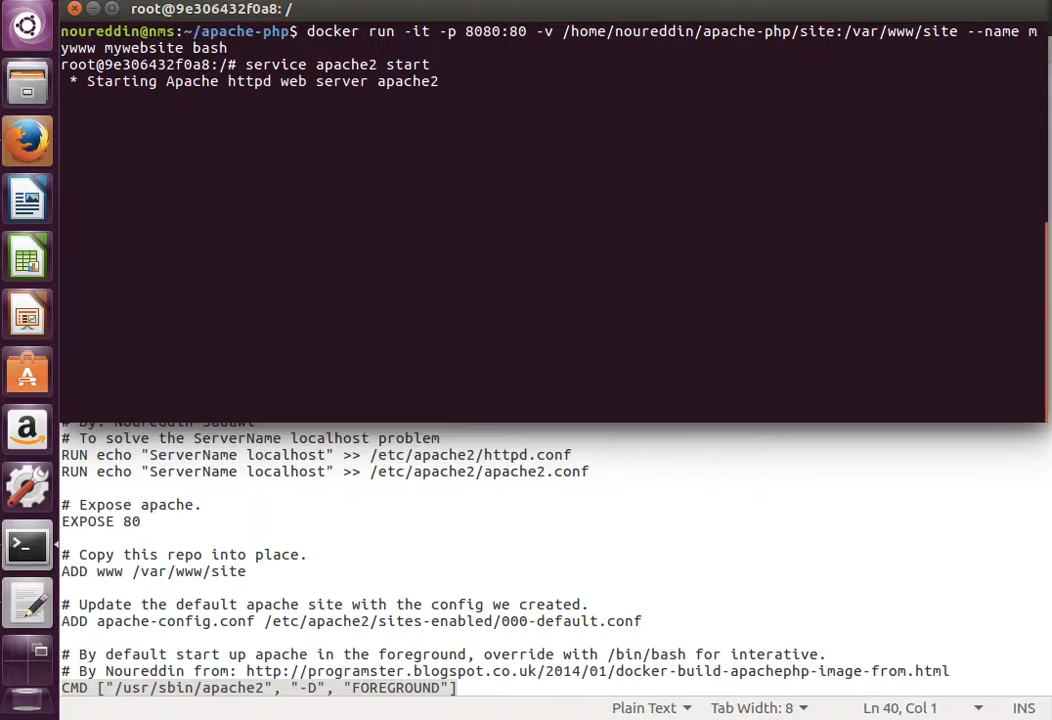 root@9e306432f0a8: /
noureddin@nms:~/apache-php$ docker run -it -p 8080:80 -v /home/noureddin/apache-php/site:/var/www/site --name m
ywww mywebsite bash
root@9e306432f0a8:/# service apache2 start
* Starting Apache httpd web server apache2
# By: Noureddin Sadawi
# To solve the ServerName localhost problem
RUN echo "ServerName localhost" >> /etc/apache2/httpd.conf
RUN echo "ServerName localhost" >> /etc/apache2/apache2.conf
# Expose apache.
EXPOSE 80
# Copy this repo into place.
ADD www /var/www/site
# Update the default apache site with the config we created.
ADD apache-config.conf /etc/apache2/sites-enabled/000-default.conf
# By default start up apache in the foreground, override with /bin/bash for interative.
# By Noureddin from: http://programster.blogspot.co.uk/2014/01/docker-build-apachephp-image-from.html
CMD ["/usr/sbin/apache2", "-D", "FOREGROUND"]
Plain Text Tab Width: 8 Ln 40, Col 1 INS